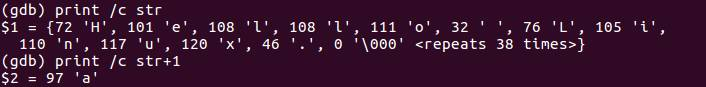 (gdb) print /c str
$1 = {72 'H', 101 'e', 108 'l', 108 'l', 111 'o', 32 ' ', 76 'L', 105 'i',
  110 'n', 117 'u', 120 'x', 46 '.', 0 '\000' <repeats 38 times>}
(gdb) print /c str+1
$2 = 97 'a'